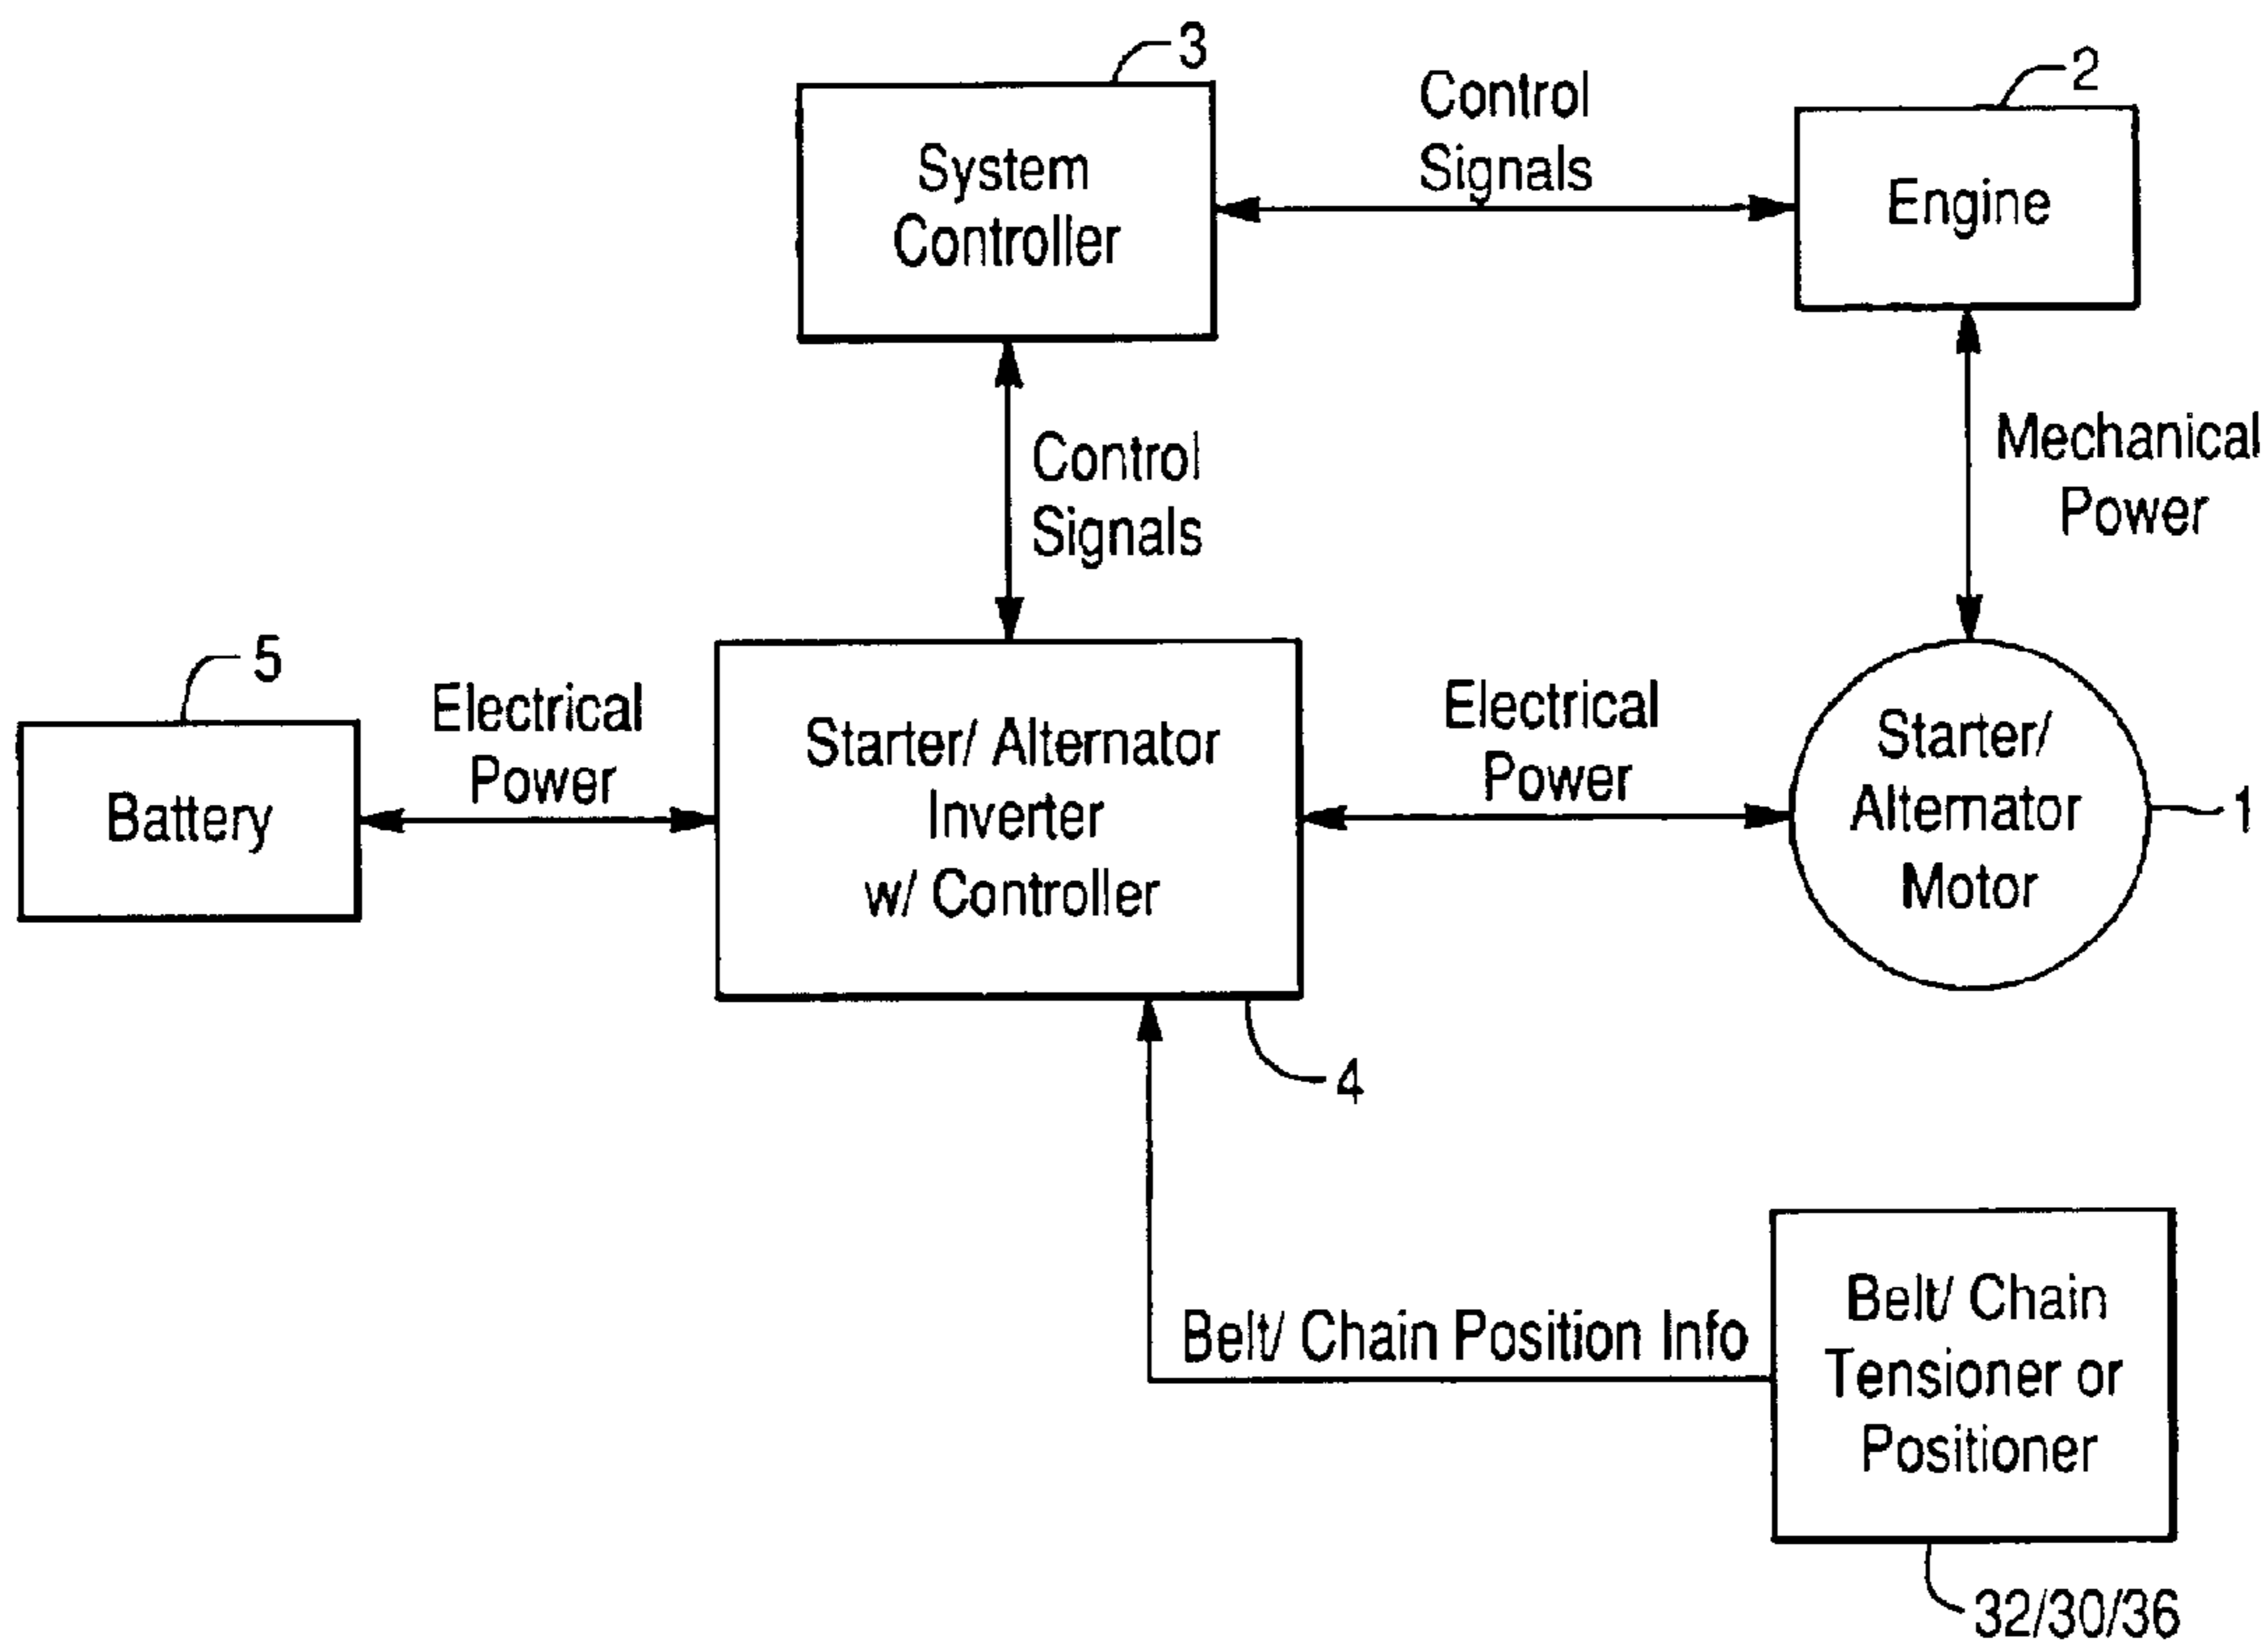 3
System
Controller
Control
Signals
2
Engine
Control
Signals
Mechanical
Power
5
Battery
Electrical
Power
Starter/ Alternator
Inverter
w/ Controller
Electrical
Power
Starter/
Alternator
Motor
1
4
Belt/ Chain Position Info
Belt/ Chain
Tensioner or
Positioner
32/30/36